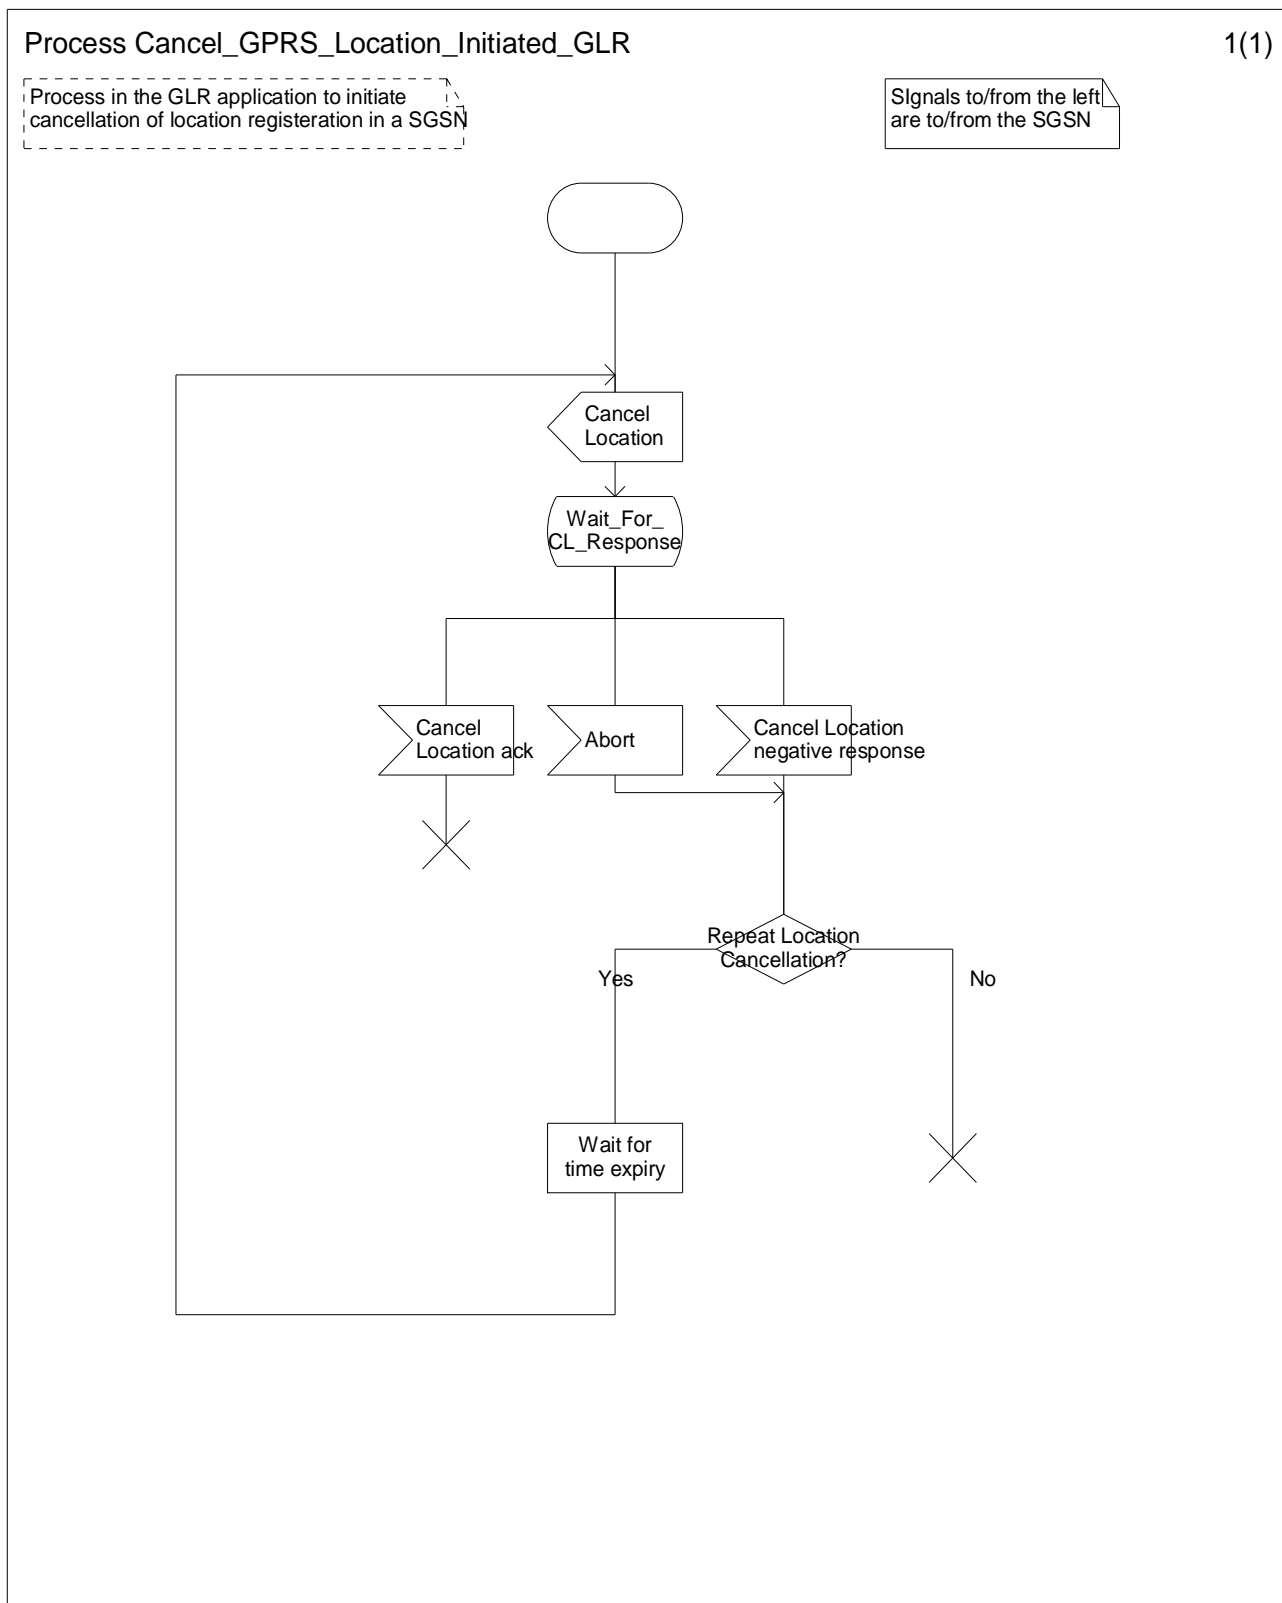 Process Cancel_GPRS_Location_Initiated_GLR
1(1)
Process in the GLR application to initiate
cancellation of location registeration in a SGSN
SIgnals to/from the left
are to/from the SGSN
Cancel
Location
Wait_For_
CL_Response
Cancel
Location ack
Abort
Cancel Location
negative response
Repeat Location
Cancellation?
Yes
No
Wait for
time expiry